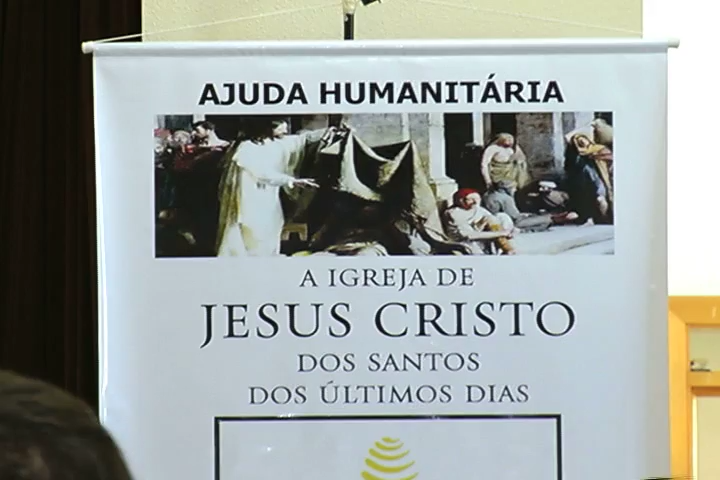 AJUDA HUMANITÁRIA
A IGREJA DE
JESUS CRISTO
DOS SANTOS
DOS ÚLTIMOS DIAS